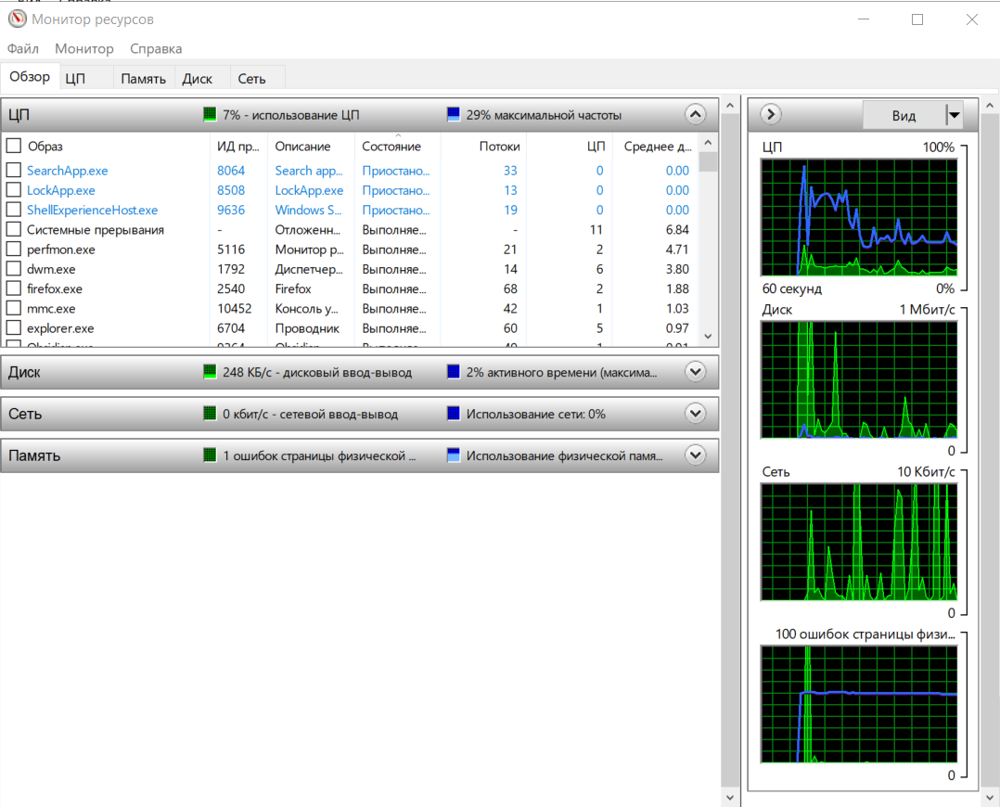 Монитор ресурсов
Файл Монитор Справка
Обзор ЦП Память Диск Сеть
ЦП 7% - использование ЦП 29% максимальной частоты
Образ ИД пр... Описание Состояние Потоки ЦП Среднее д...
SearchApp.exe 8064 Search app... Приостано... 33 0 0.00
LockApp.exe 8508 LockApp.exe Приостано... 13 0 0.00
ShellExperienceHost.exe 9636 Windows S... Приостано... 19 0 0.00
Системные прерывания - Отложенн... Выполняе... - 11 6.84
perfmon.exe 5116 Монитор р... Выполняе... 21 2 4.71
dwm.exe 1792 Диспетчер... Выполняе... 14 6 3.80
firefox.exe 2540 Firefox Выполняе... 68 2 1.88
mmc.exe 10452 Консоль у... Выполняе... 42 1 1.03
explorer.exe 6704 Проводник Выполняе... 60 5 0.97
Диск 248 КБ/с - дисковый ввод-вывод 2% активного времени (максима...
Сеть 0 кбит/с - сетевой ввод-вывод Использование сети: 0%
Память 1 ошибок страницы физической ... Использование физической памя...
Вид
ЦП 100%
60 секунд 0%
Диск 1 Мбит/с
0
Сеть 10 Кбит/с
0
100 ошибок страницы физи...
0